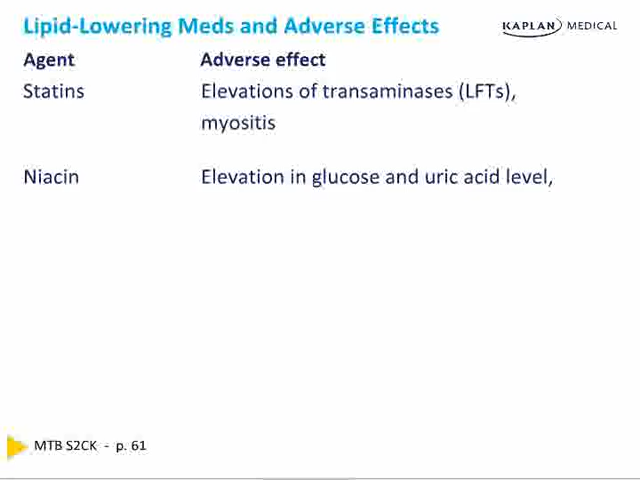 Lipid-Lowering Meds and Adverse Effects
KAPLAN MEDICAL
Agent Adverse effect
Statins Elevations of transaminases (LFTs),
myositis
Niacin Elevation in glucose and uric acid level,
MTB S2CK - p. 61